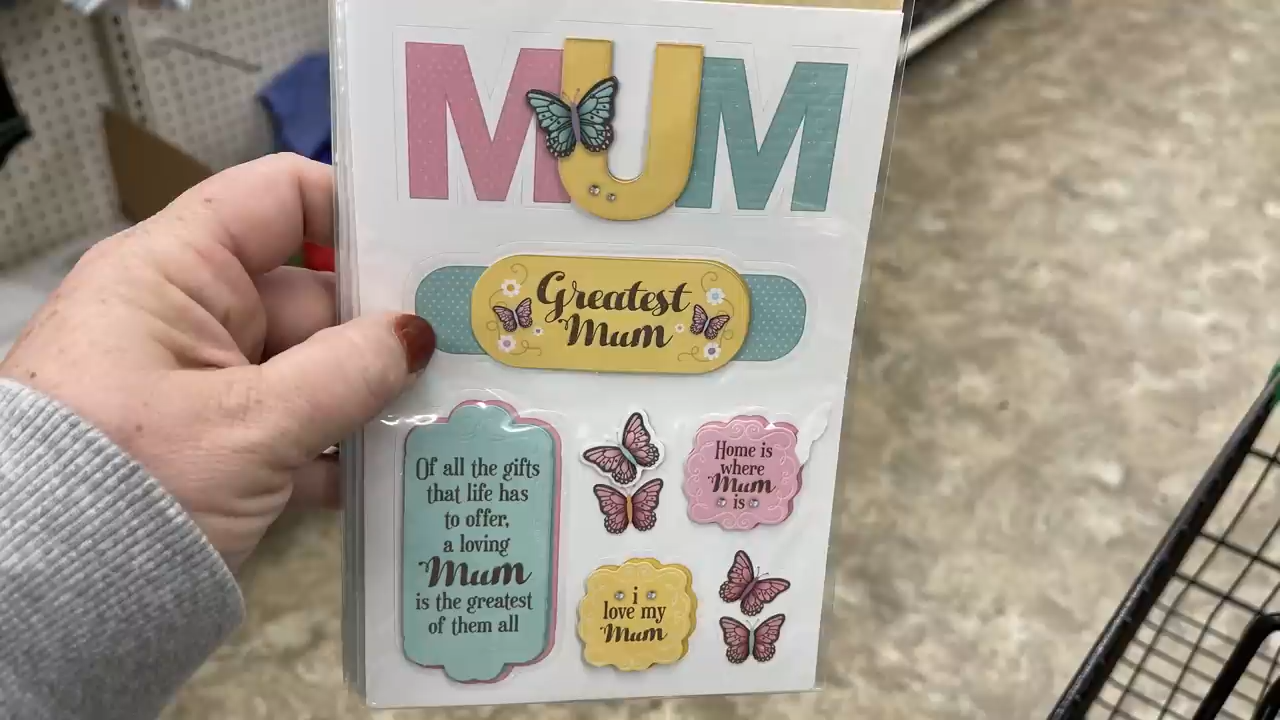 MUM
Greatest
Mum
Of all the gifts
that life has
to offer,
a loving
Mum
is the greatest
of them all
Home is
where
Mum
is
i
love my
Mum